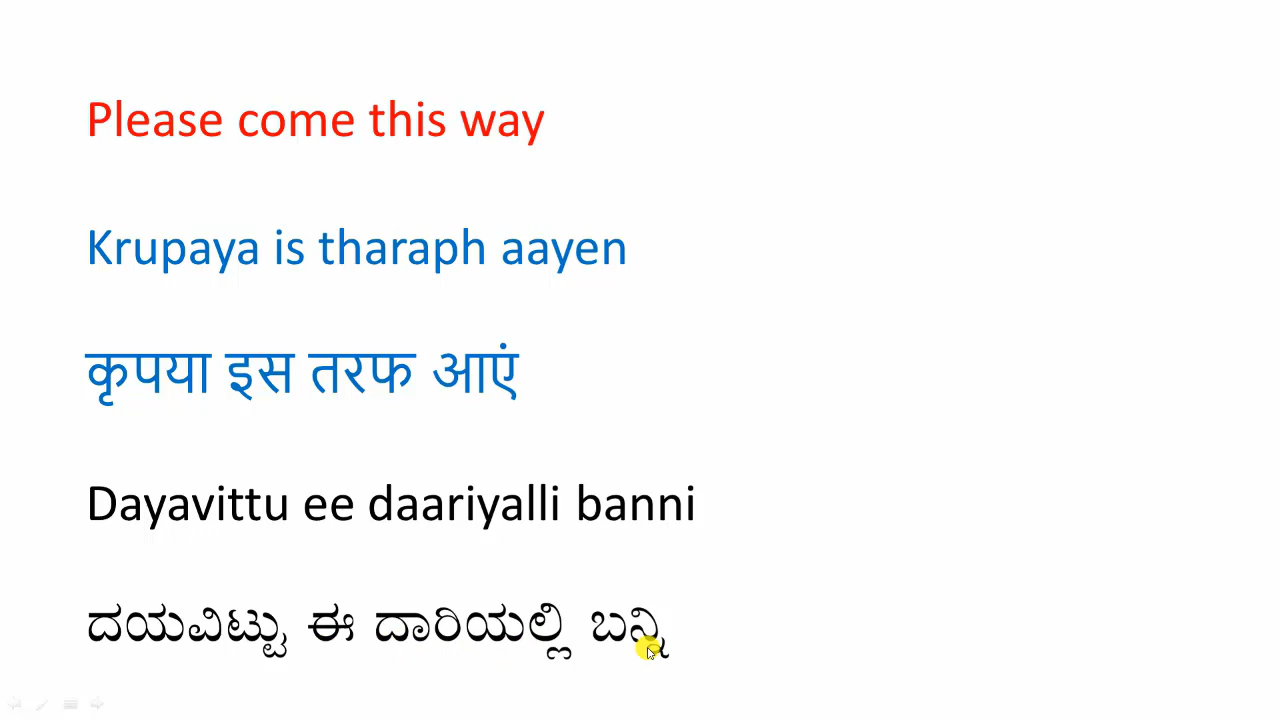 Please come this way
Krupaya is tharaph aayen
कृपया इस तरफ आएं
Dayavittu ee daariyalli banni
ದಯವಿಟ್ಟು ಈ ದಾರಿಯಲ್ಲಿ ಬನ್ನಿ